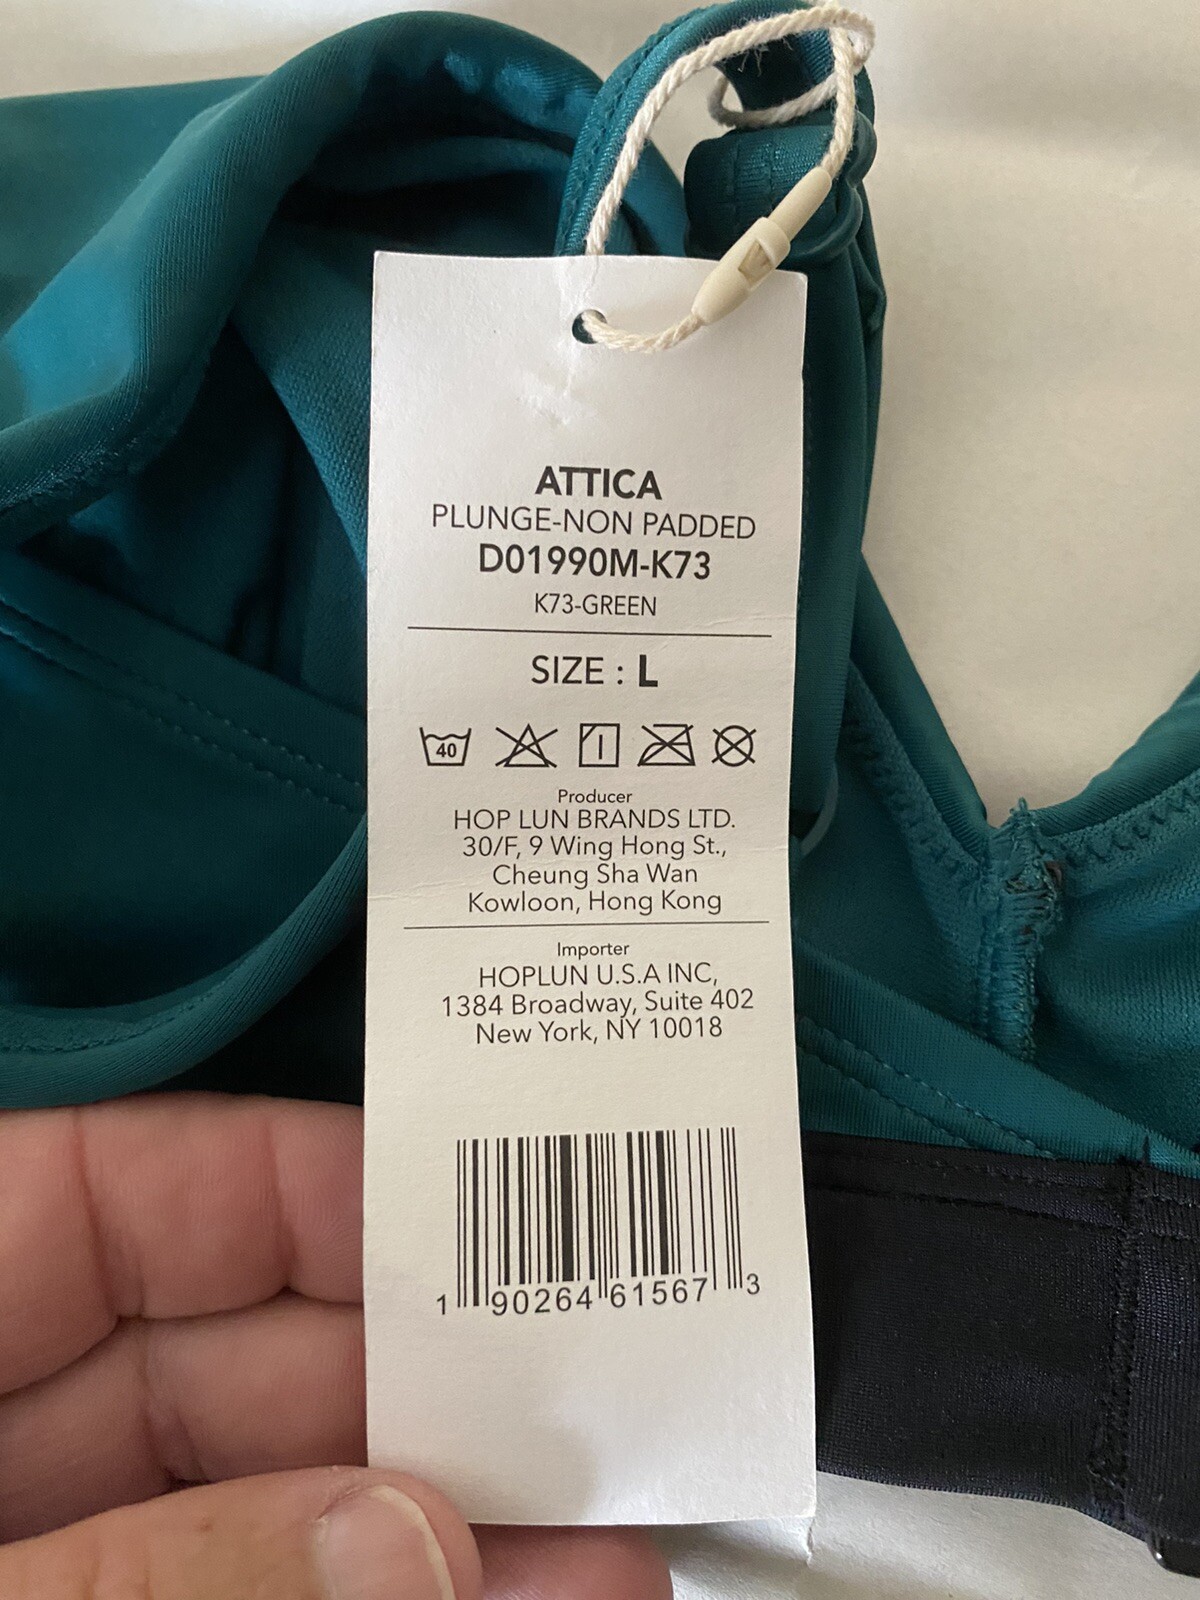 ATTICA
PLUNGE-NON PADDED
D01990M-K73
K73-GREEN
SIZE : L
40
Producer
HOP LUN BRANDS LTD.
30/F, 9 Wing Hong St.,
Cheung Sha Wan
Kowloon, Hong Kong
Importer
HOPLUN U.S.A INC,
1384 Broadway, Suite 402
New York, NY 10018
1 90264 61567 3